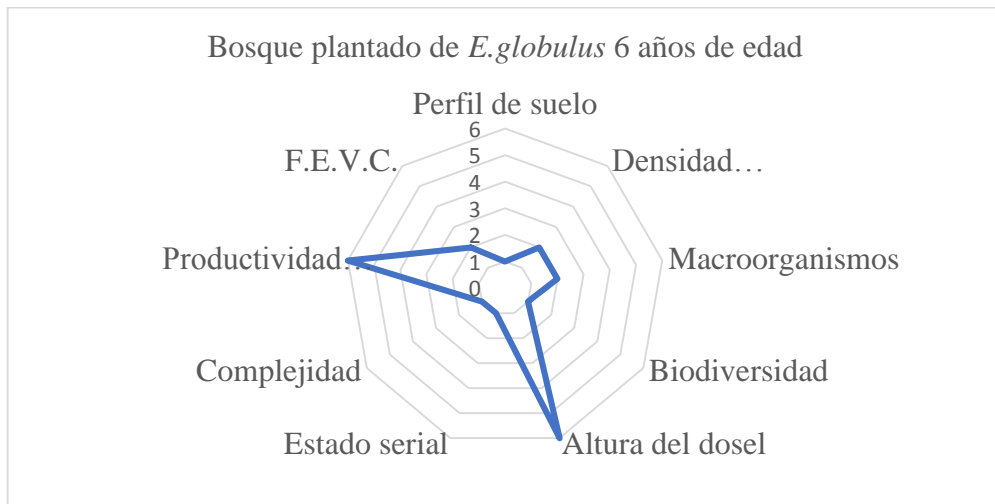 Bosque plantado de E.globulus 6 años de edad
Perfil de suelo
6
5
4
3
2
1
0
Densidad…
Macroorganismos
Biodiversidad
Altura del dosel
Estado serial
Complejidad
Productividad…
F.E.V.C.